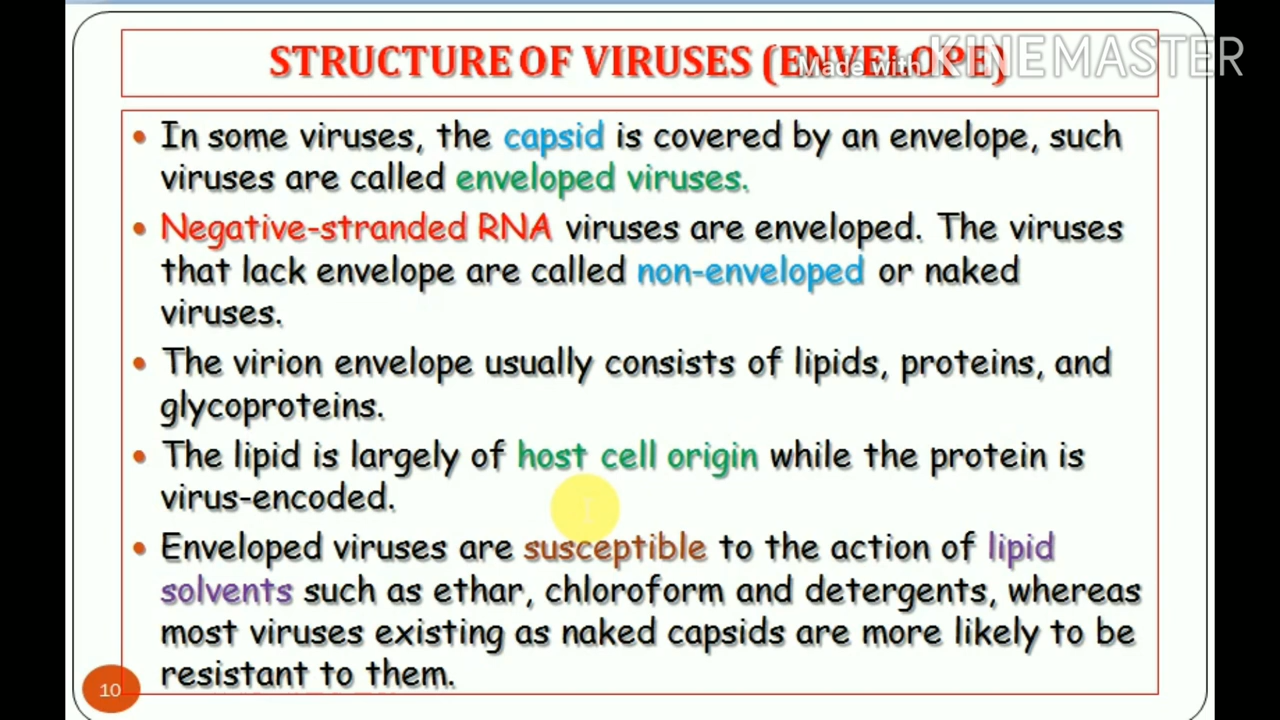 STRUCTURE OF VIRUSES (ENVELOPE)
Made with KINEMASTER
• In some viruses, the capsid is covered by an envelope, such
viruses are called enveloped viruses.
• Negative-stranded RNA viruses are enveloped. The viruses
that lack envelope are called non-enveloped or naked
viruses.
• The virion envelope usually consists of lipids, proteins, and
glycoproteins.
• The lipid is largely of host cell origin while the protein is
virus-encoded.
• Enveloped viruses are susceptible to the action of lipid
solvents such as ethar, chloroform and detergents, whereas
most viruses existing as naked capsids are more likely to be
resistant to them.
10